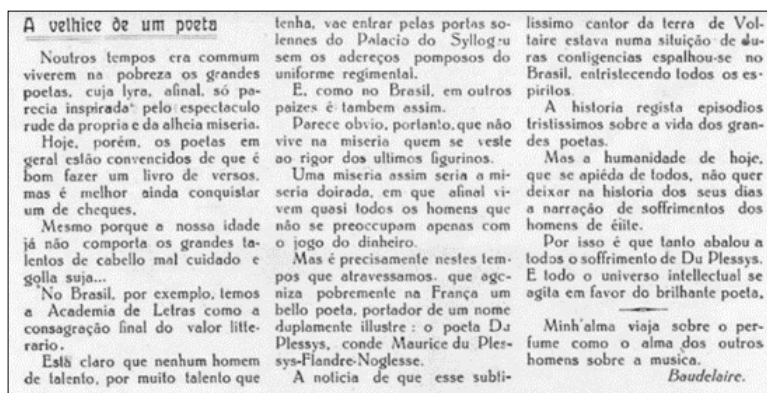 A velhice de um poeta
Noutros tempos era commum
viverem na pobreza os grandes
poetas, cuja lyra, afinal, só pa-
recia inspirada pelo espectaculo
rude da propria e da alheia miseria.
Hoje, porém, os poetas em
geral estão convencidos de que é
bom fazer um livro de versos,
mas é melhor ainda conquistar
um de cheques.
Mesmo porque a nossa idade
já não comporta os grandes ta-
lentos de cabello mal cuidado e
golla suja...
No Brasil, por exemplo, temos
a Academia de Letras como a
consagração final do valor litte-
rario.
Está claro que nenhum homem
de talento, por muito talento que
tenha, vae entrar pelas portas so-
lennes do Palacio do Syllogeu
sem os adereços pomposos do
uniforme regimental.
E, como no Brasil, em outros
paizes é tambem assim.
Parece obvio, portanto, que não
vive na miseria quem se veste
ao rigor dos ultimos figurinos.
Uma miseria assim seria a mi-
seria doirada, em que afinal vi-
vem quasi todos os homens que
não se preoccupam apenas com
o jogo do dinheiro.
Mas é precisamente nestes tem-
pos que atravessamos, que ago-
niza pobremente na França um
bello poeta, portador de um nome
duplamente illustre : o poeta Du
Plessys, conde Maurice du Ples-
sys-Flandre-Noglesse.
A noticia de que esse subti-
lissimo cantor da terra de Vol-
taire estava numa situição de du-
ras contigencias espalhou-se no
Brasil, entristecendo todos os es-
piritos.
A historia regista episodios
tristissimos sobre a vida dos gran-
des poetas.
Mas a humanidade de hoje,
que se apiéda de todos, não quer
deixar na historia dos seus dias
a narração de soffrimentos dos
homens de éiite.
Por isso é que tanto abalou a
todos o soffrimento de Du Plessys.
E todo o universo intellectual se
agita em favor do brilhante poeta.
Minh'alma viaja sobre o per-
fume como o alma dos outros
homens sobre a musica.
Baudelaire.